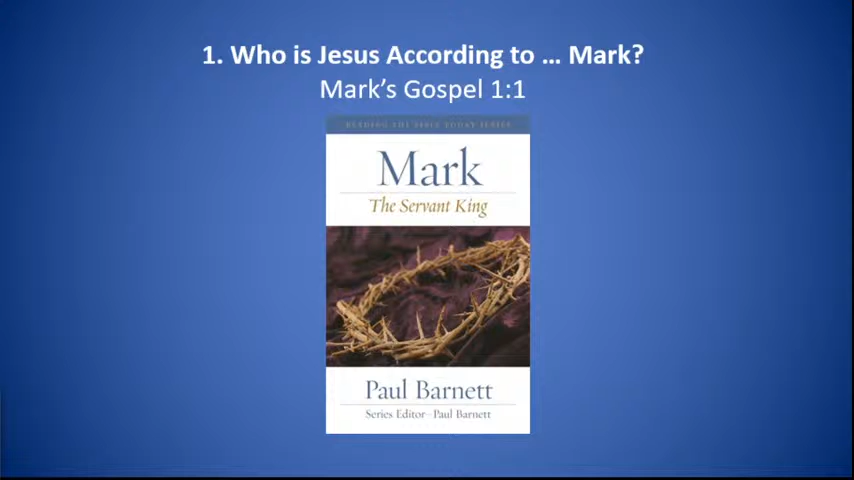 1. Who is Jesus According to … Mark?
Mark’s Gospel 1:1
READING THE BIBLE TODAY SERIES
Mark
The Servant King
Paul Barnett
Series Editor–Paul Barnett